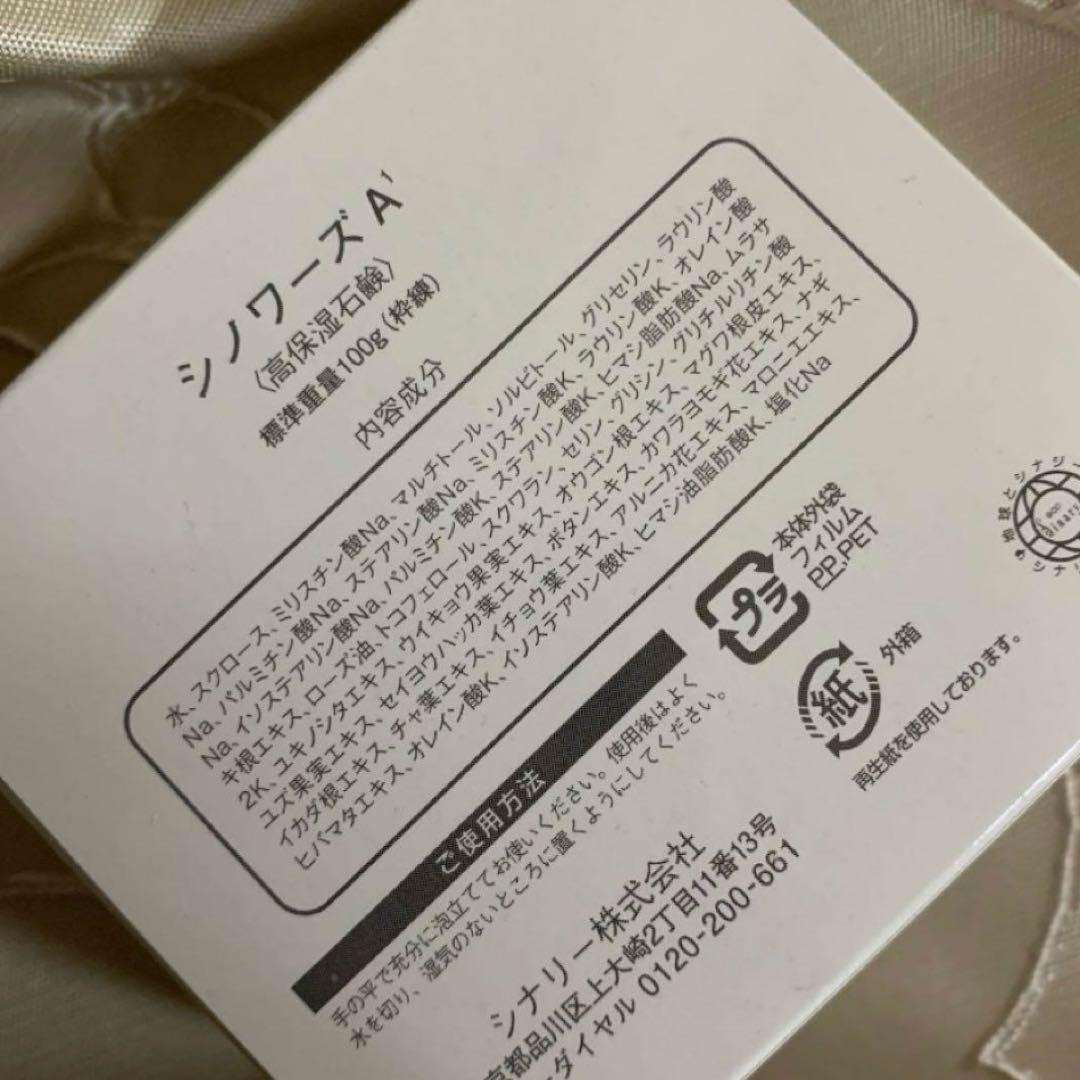 シノワーズ A'
〈高保湿石鹸〉
標準重量100g (枠練)
内容成分
水、スクロース、ミリスチン酸Na、マルチトール、ソルビトール、グリセリン、ラウリン酸
Na、パルミチン酸Na、ステアリン酸Na、ミリスチン酸K、ラウリン酸K、オレイン酸
Na、イソステアリン酸Na、パルミチン酸K、ステアリン酸K、ヒマシ脂肪酸Na、ムラサ
キ根エキス、ローズ油、トコフェロール、スクワラン、セリン、グリシン、グリチルリチン酸
2K、ユキノシタエキス、ウイキョウ果実エキス、オウゴン根エキス、マグワ根皮エキス、
ユズ果実エキス、セイヨウハッカ葉エキス、ボタンエキス、カワラヨモギ花エキス、ナギ
イカダ根エキス、チャ葉エキス、イチョウ葉エキス、アルニカ花エキス、マロニエエキス、
ヒバマタエキス、オレイン酸K、イソステアリン酸K、ヒマシ油脂肪酸K、塩化Na
ご使用方法
手の平で充分に泡立ててお使いください。使用後はよく
水を切り、湿気のないところに置くようにしてください。
シナリー株式会社
京都品川区上大崎2丁目11番13号
ーダイヤル 0120-200-661
プラ
本体外袋
フィルム
PP,PET
紙
外箱
再生紙を使用しております。
地球とシナジー